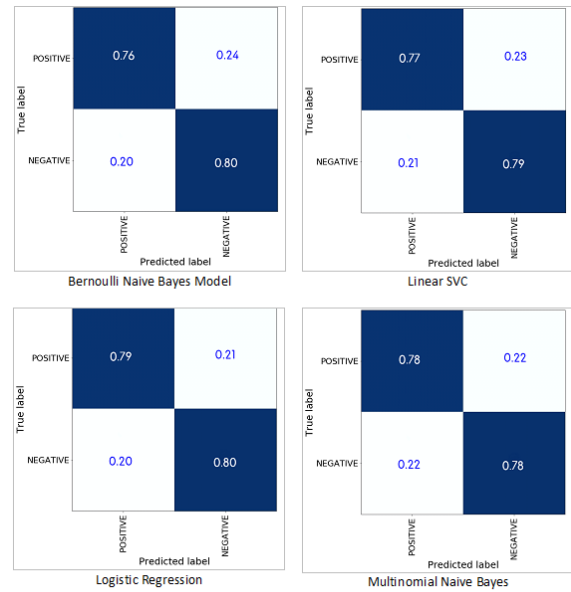 POSITIVE
0.76
0.24
True label
NEGATIVE
0.20
0.80
POSITIVE
NEGATIVE
Predicted label
Bernoulli Naive Bayes Model
POSITIVE
0.77
0.23
True label
NEGATIVE
0.21
0.79
POSITIVE
NEGATIVE
Predicted label
Linear SVC
POSITIVE
0.79
0.21
True label
NEGATIVE
0.20
0.80
POSITIVE
NEGATIVE
Predicted label
Logistic Regression
POSITIVE
0.78
0.22
True label
NEGATIVE
0.22
0.78
POSITIVE
NEGATIVE
Predicted label
Multinomial Naive Bayes